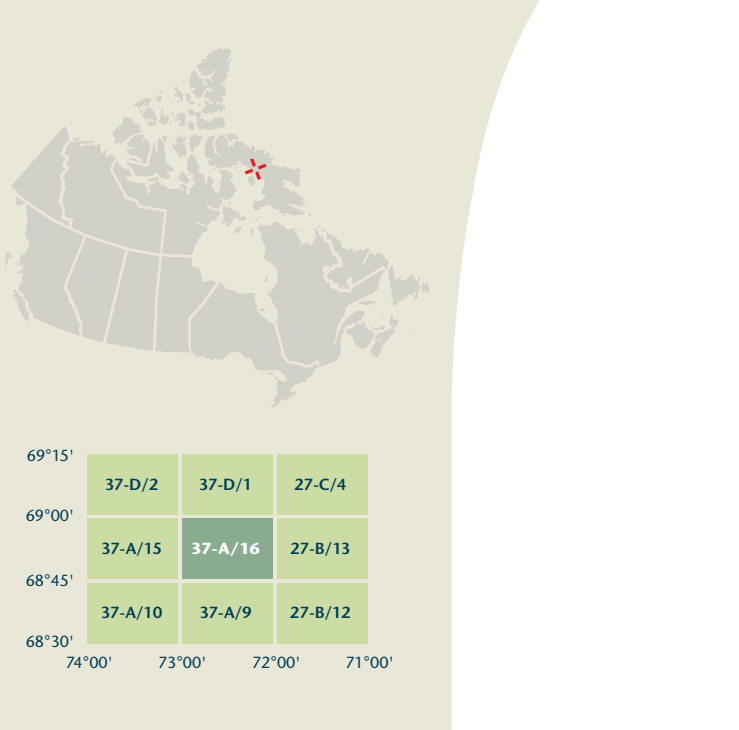 69°15'
37-D/2 37-D/1 27-C/4
69°00'
37-A/15 37-A/16 27-B/13
68°45'
37-A/10 37-A/9 27-B/12
68°30'
74°00' 73°00' 72°00' 71°00'